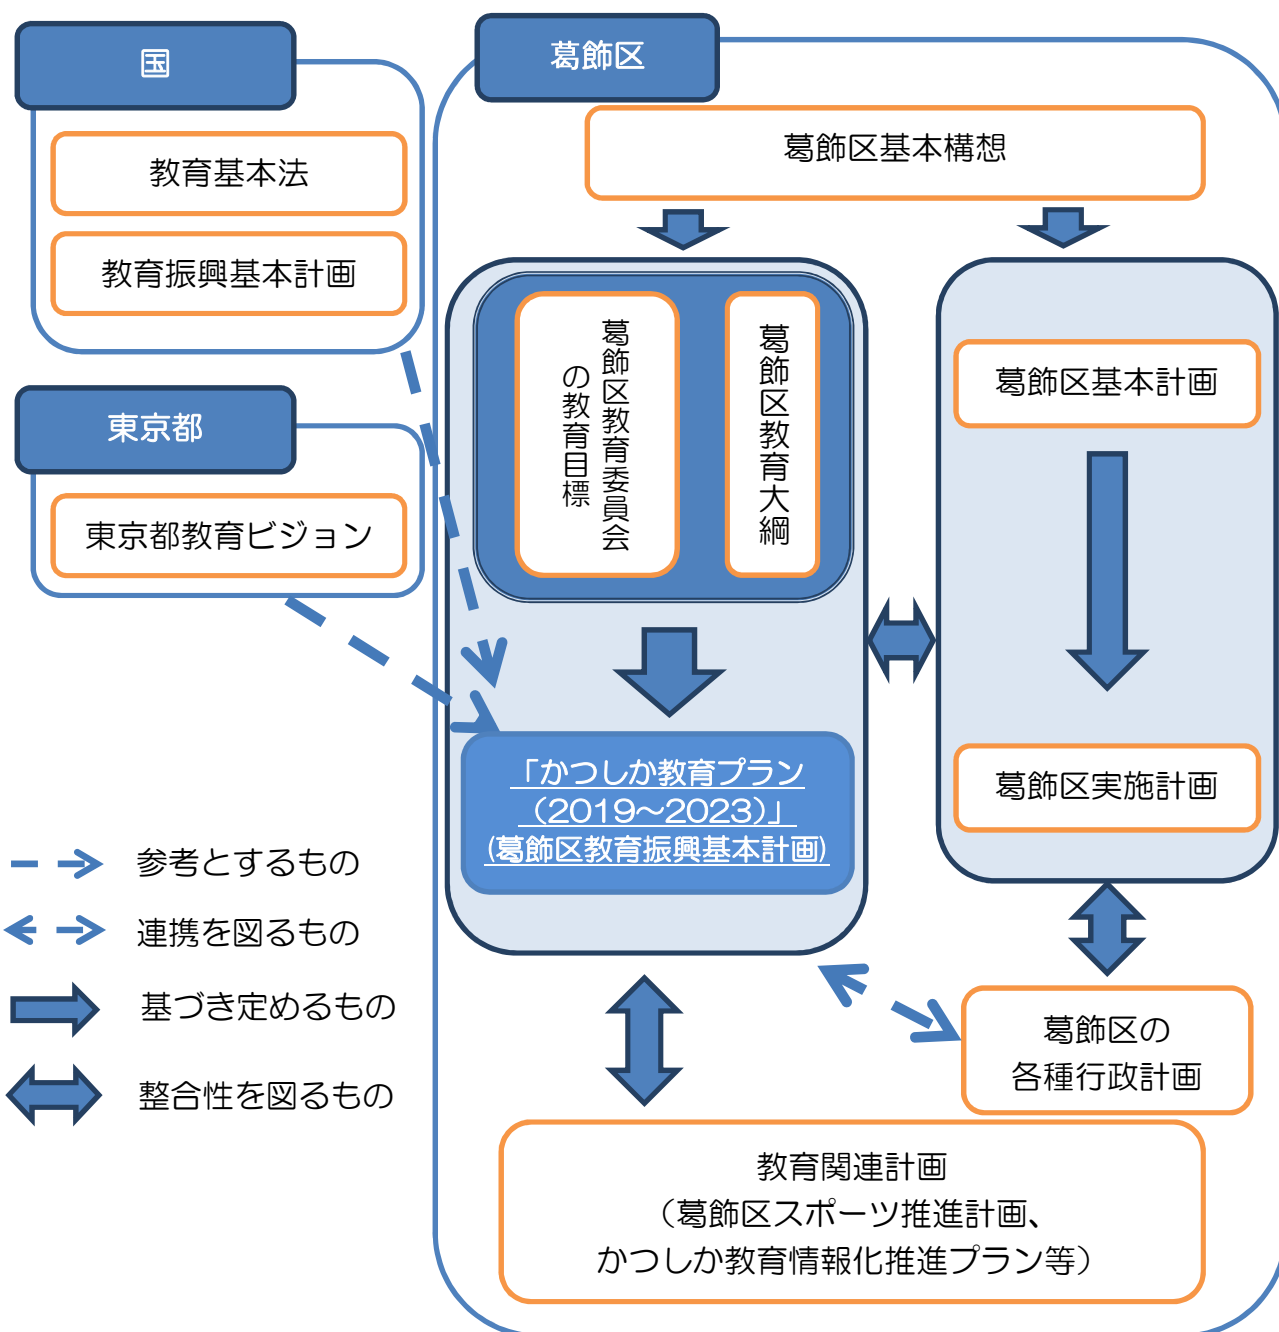 国
教育基本法
教育振興基本計画
東京都
東京都教育ビジョン
葛飾区
葛飾区基本構想
葛飾区教育大綱
葛飾区教育委員会
の教育目標
「かつしか教育プラン
（2019～2023）」
(葛飾区教育振興基本計画)
葛飾区基本計画
葛飾区実施計画
葛飾区の
各種行政計画
教育関連計画
（葛飾区スポーツ推進計画、
かつしか教育情報化推進プラン等）
参考とするもの
連携を図るもの
基づき定めるもの
整合性を図るもの